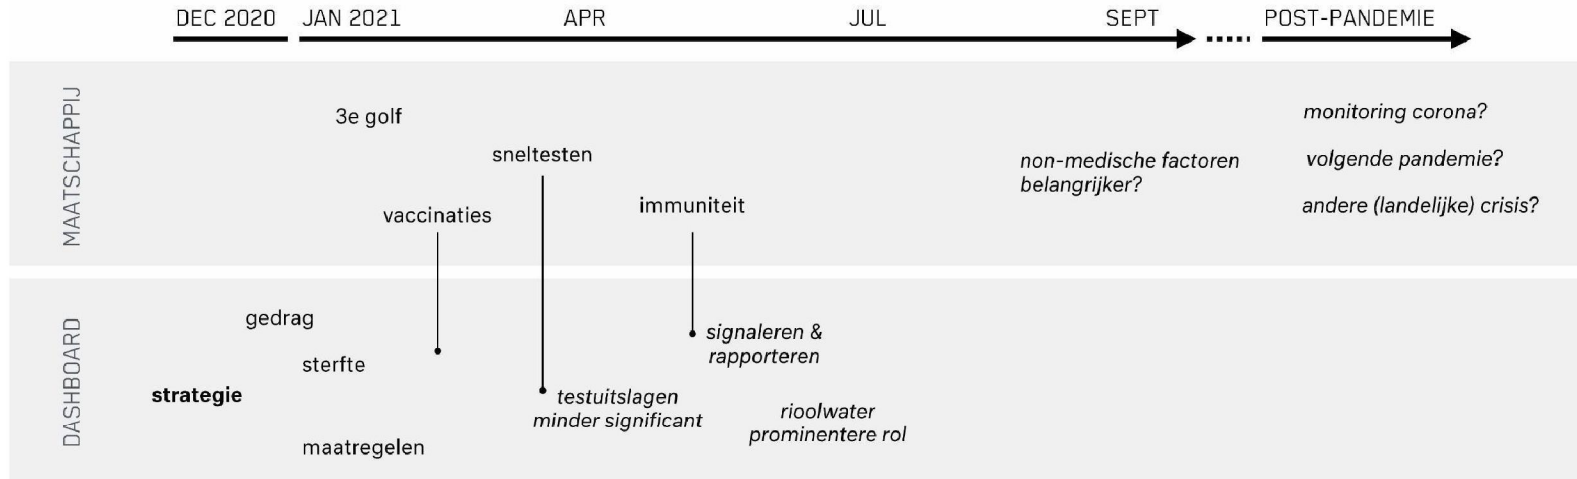 DEC 2020 JAN 2021 APR JUL SEPT POST-PANDEMIE
MAATSCHAPPIJ
3e golf
sneltesten
vaccinaties
immuniteit
non-medische factoren
belangrijker?
monitoring corona?
volgende pandemie?
andere (landelijke) crisis?
DASHBOARD
gedrag
sterfte
strategie
maatregelen
testuitslagen
minder significant
signaleren &
rapporteren
rioolwater
prominentere rol